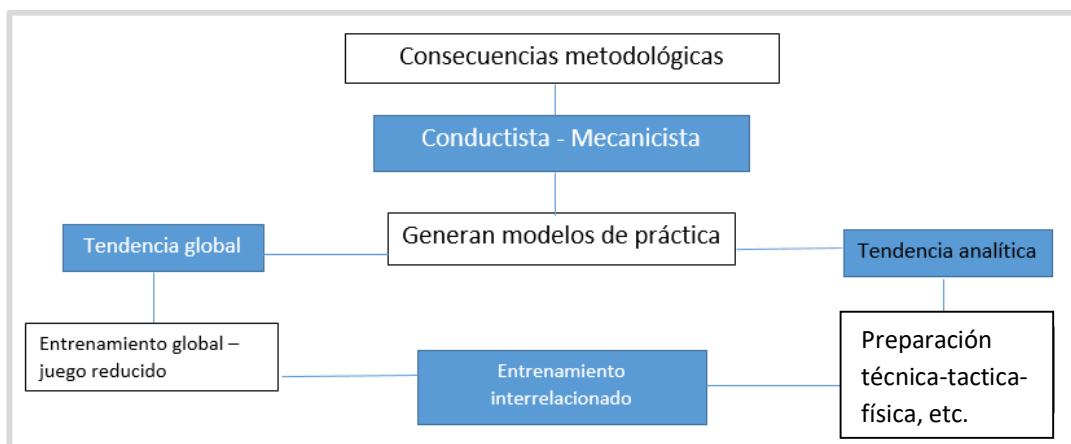 Consecuencias metodológicas
Conductista - Mecanicista
Generan modelos de práctica
Tendencia global
Tendencia analítica
Entrenamiento global –
juego reducido
Entrenamiento
interrelacionado
Preparación
técnica-tactica-
física, etc.